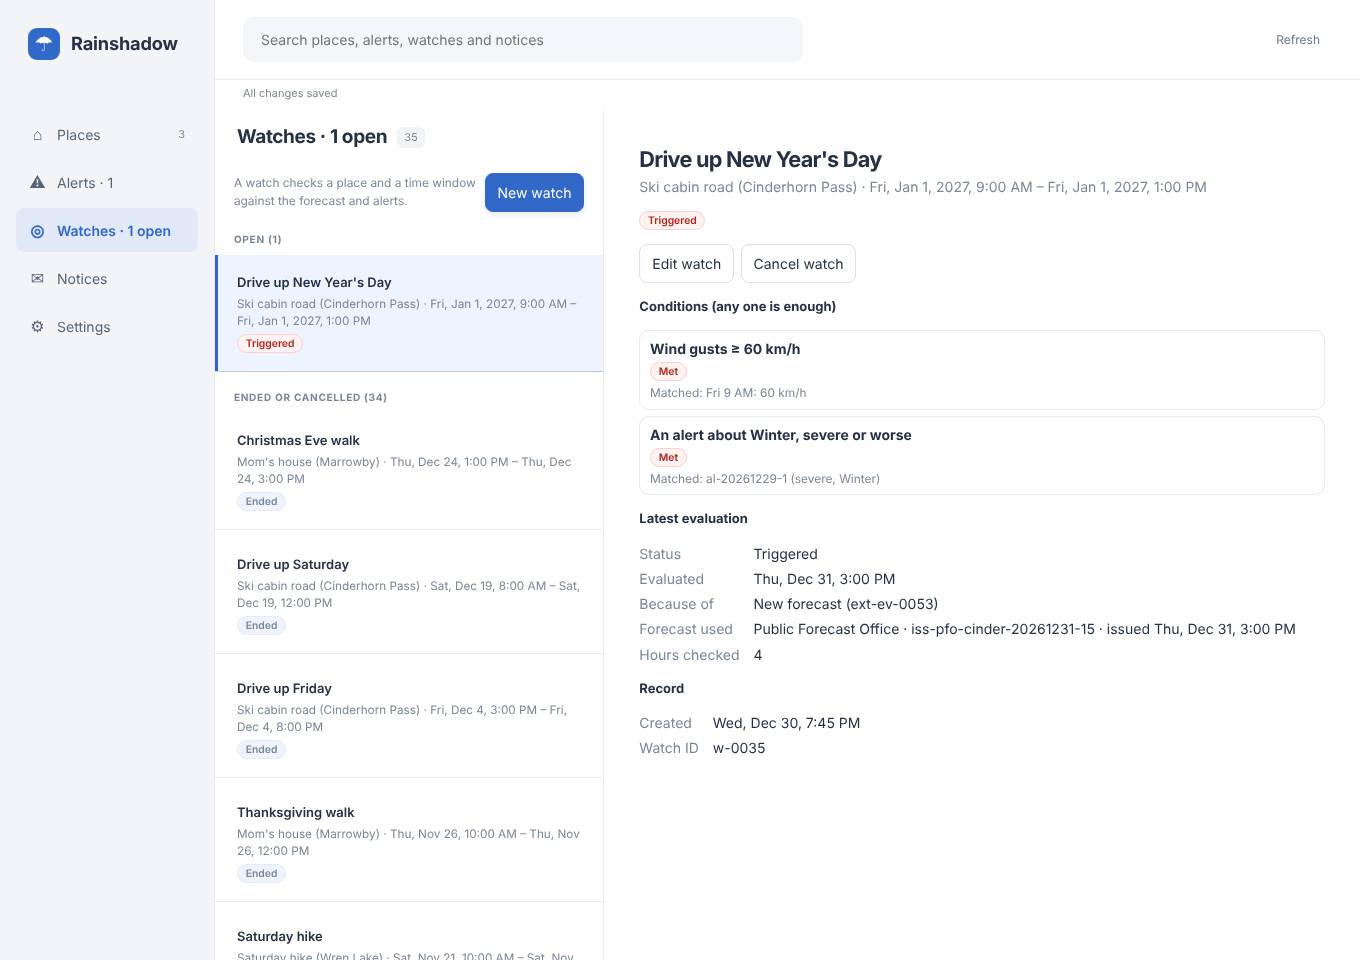 Rainshadow
Search places, alerts, watches and notices
Refresh
All changes saved
Places 3
Alerts · 1
Watches · 1 open
Notices
Settings
Watches · 1 open 35
A watch checks a place and a time window
against the forecast and alerts.
New watch
OPEN (1)
Drive up New Year's Day
Ski cabin road (Cinderhorn Pass) · Fri, Jan 1, 2027, 9:00 AM –
Fri, Jan 1, 2027, 1:00 PM
Triggered
ENDED OR CANCELLED (34)
Christmas Eve walk
Mom's house (Marrowby) · Thu, Dec 24, 1:00 PM – Thu, Dec
24, 3:00 PM
Ended
Drive up Saturday
Ski cabin road (Cinderhorn Pass) · Sat, Dec 19, 8:00 AM – Sat,
Dec 19, 12:00 PM
Ended
Drive up Friday
Ski cabin road (Cinderhorn Pass) · Fri, Dec 4, 3:00 PM – Fri,
Dec 4, 8:00 PM
Ended
Thanksgiving walk
Mom's house (Marrowby) · Thu, Nov 26, 10:00 AM – Thu, Nov
26, 12:00 PM
Ended
Saturday hike
Saturday hike (Wren Lake) · Sat, Nov 21, 10:00 AM – Sat, Nov
Drive up New Year's Day
Ski cabin road (Cinderhorn Pass) · Fri, Jan 1, 2027, 9:00 AM – Fri, Jan 1, 2027, 1:00 PM
Triggered
Edit watch
Cancel watch
Conditions (any one is enough)
Wind gusts ≥ 60 km/h
Met
Matched: Fri 9 AM: 60 km/h
An alert about Winter, severe or worse
Met
Matched: al-20261229-1 (severe, Winter)
Latest evaluation
Status Triggered
Evaluated Thu, Dec 31, 3:00 PM
Because of New forecast (ext-ev-0053)
Forecast used Public Forecast Office · iss-pfo-cinder-20261231-15 · issued Thu, Dec 31, 3:00 PM
Hours checked 4
Record
Created Wed, Dec 30, 7:45 PM
Watch ID w-0035